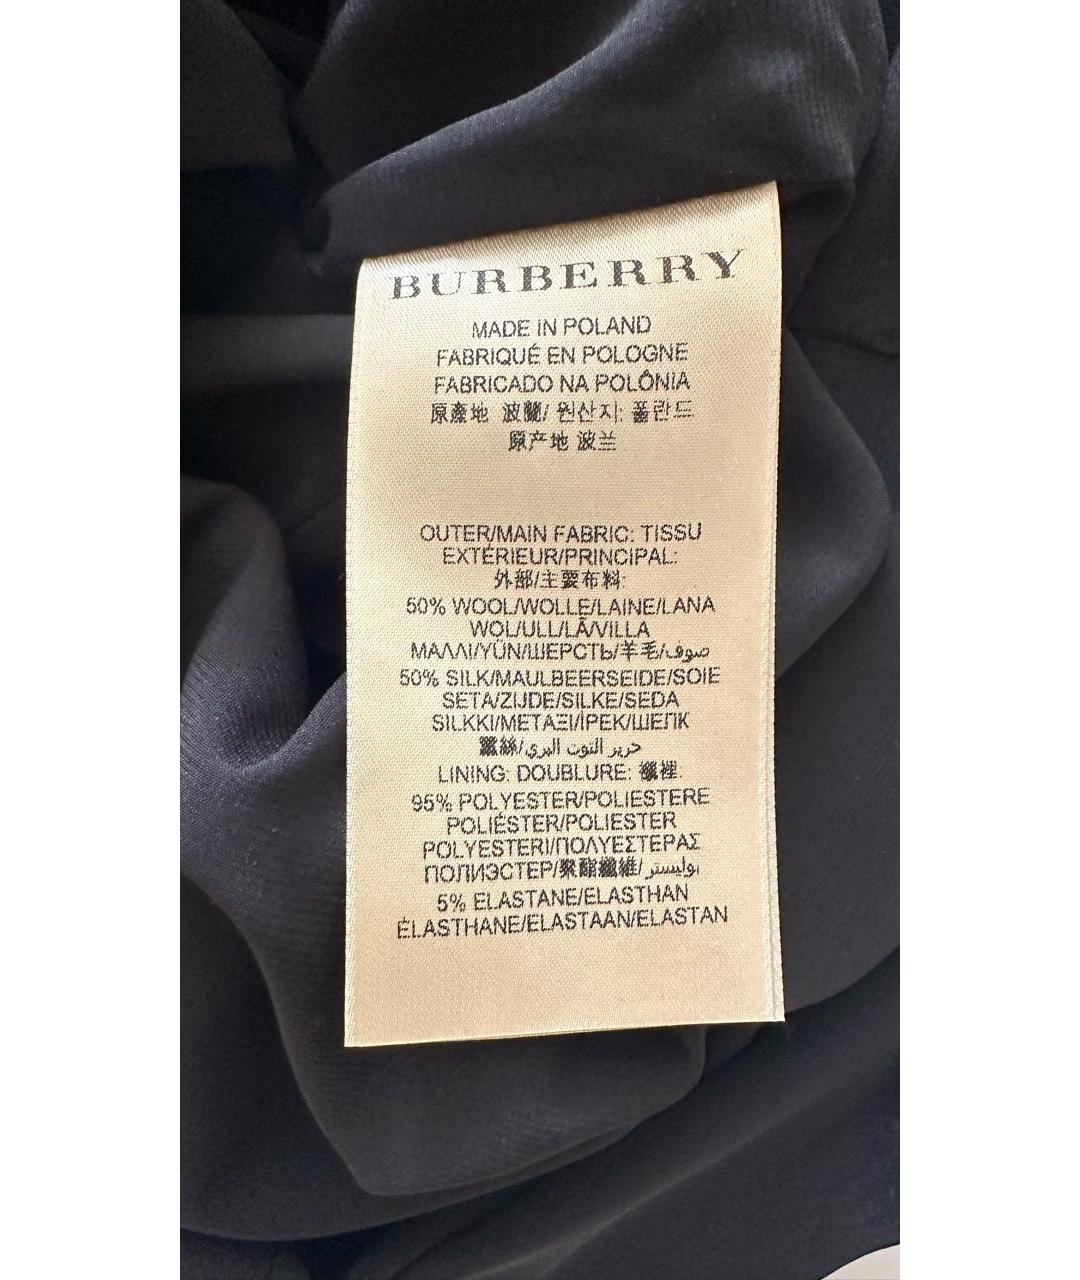 BURBERRY
MADE IN POLAND
FABRIQUÉ EN POLOGNE
FABRICADO NA POLÔNIA
原產地 波蘭/ 원산지: 폴란드
原产地 波兰
OUTER/MAIN FABRIC: TISSU
EXTÉRIEUR/PRINCIPAL:
外部/主要布料:
50% WOOL/WOLLE/LAINE/LANA
WOL/ULL/LÃ/VILLA
ΜΑΛΛΙ/YÜN/ШЕРСТЬ/羊毛/صوف
50% SILK/MAULBEERSEIDE/SOIE
SETA/ZIJDE/SILKE/SEDA
SILKKI/ΜΕΤΑΞΙ/İPEK/ШЕЛК
蠶絲/حرير التوت البري
LINING: DOUBLURE: 襯裡:
95% POLYESTER/POLIESTERE
POLIÉSTER/POLIESTER
POLYESTERI/ΠΟΛΥΕΣΤΕΡΑΣ
ПОЛИЭСТЕР/聚酯纖維/بوليستر
5% ELASTANE/ELASTHAN
ÉLASTHANE/ELASTAAN/ELASTAN